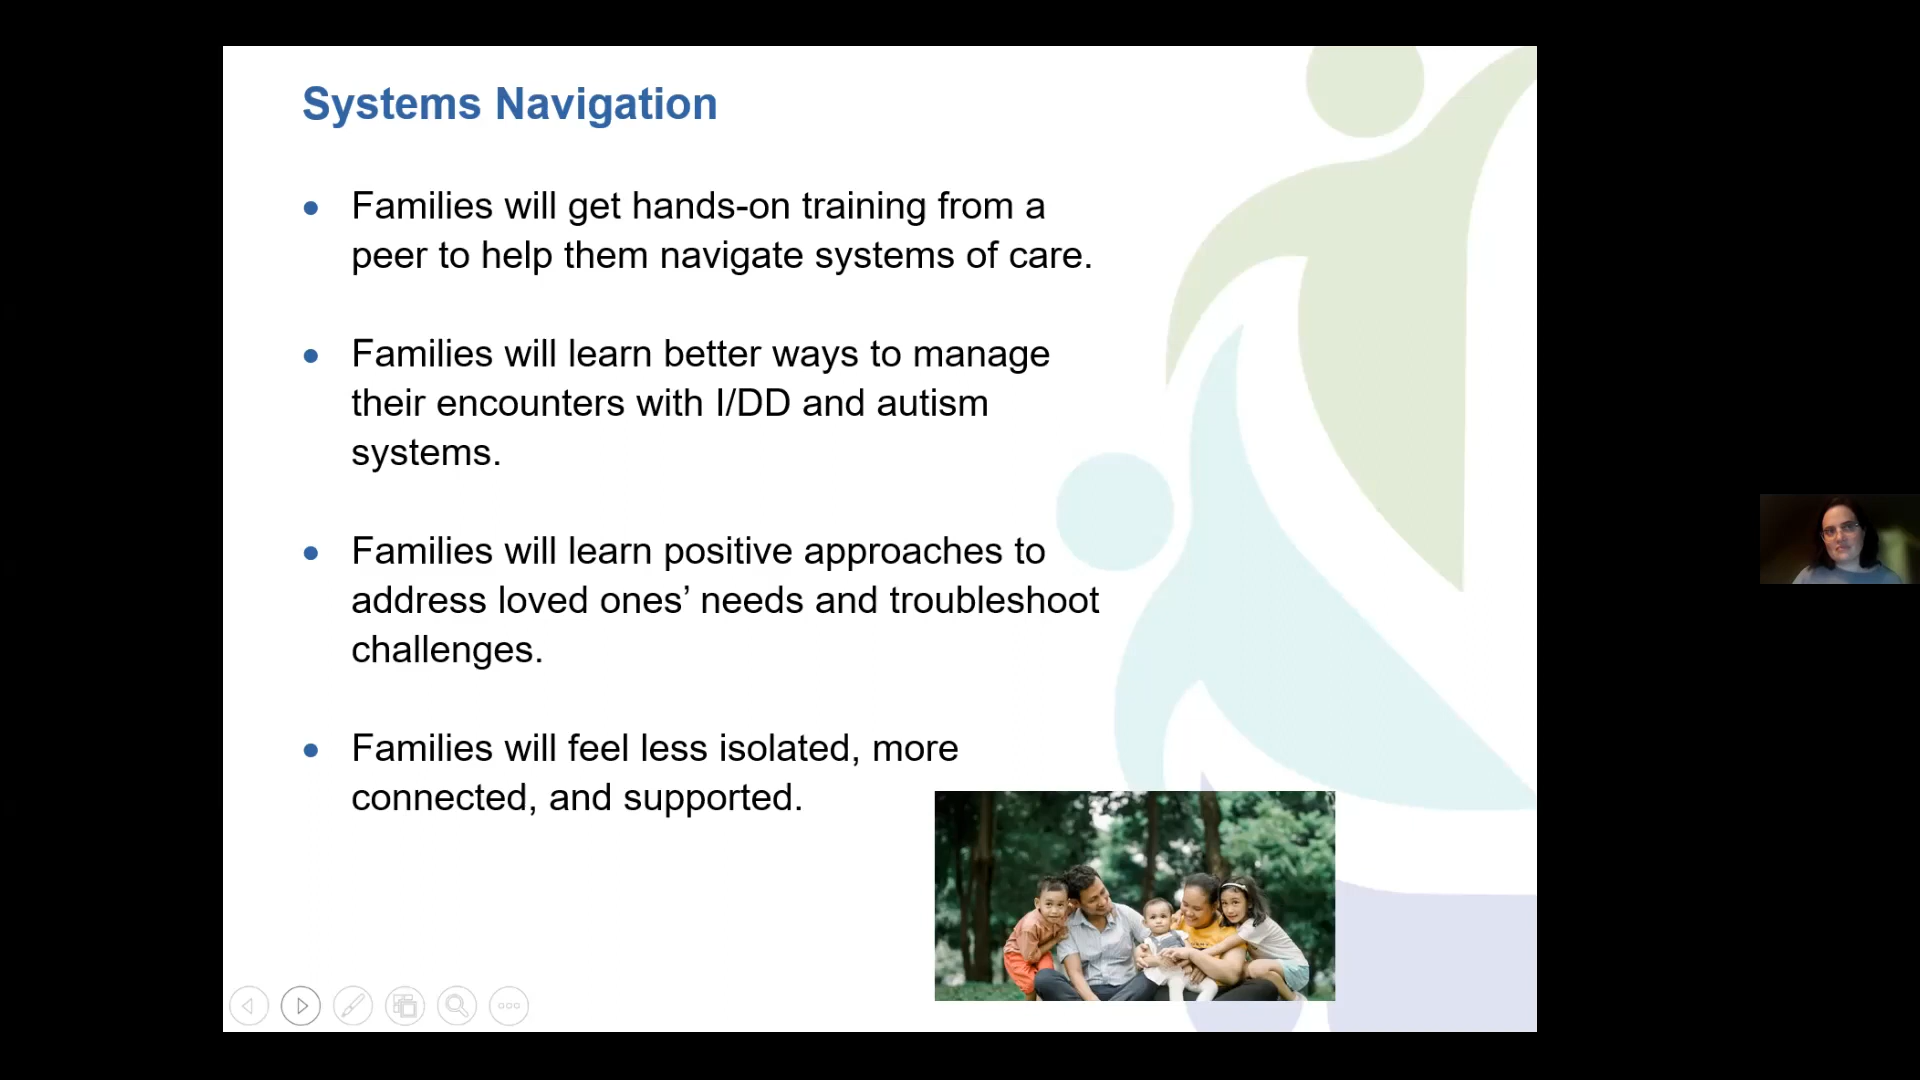 Systems Navigation
• Families will get hands-on training from a
peer to help them navigate systems of care.
• Families will learn better ways to manage
their encounters with I/DD and autism
systems.
• Families will learn positive approaches to
address loved ones’ needs and troubleshoot
challenges.
• Families will feel less isolated, more
connected, and supported.